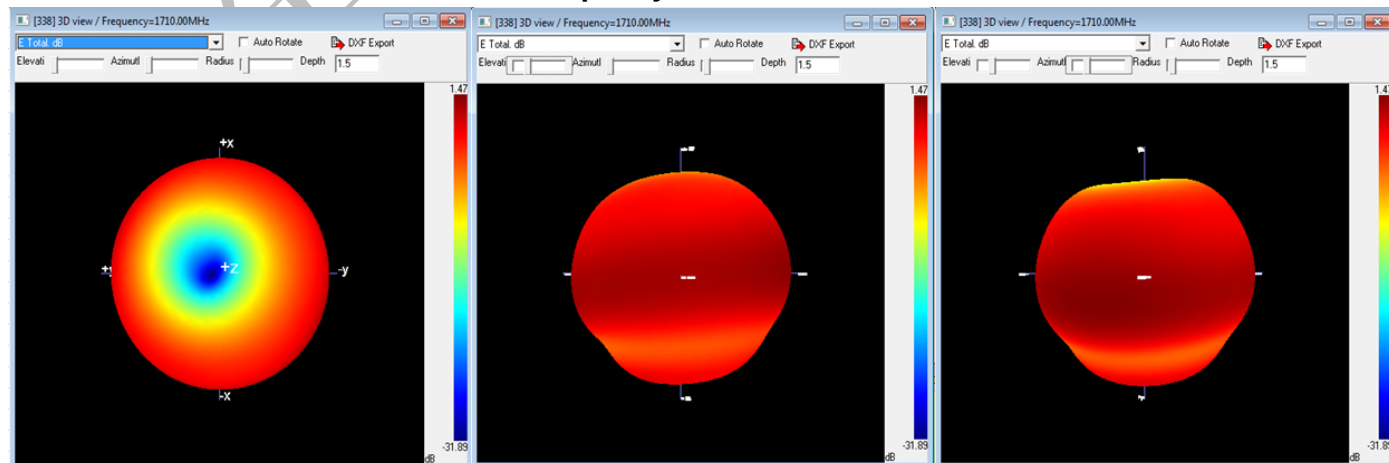 [338] 3D view / Frequency=1710.00MHz
E Total. dB
Auto Rotate
DXF Export
Elevati
Azimutl
Radius
Depth
1.5
1.47
+x
+z
-y
-x
-31.89
dB
[338] 3D view / Frequency=1710.00MHz
E Total. dB
Auto Rotate
DXF Export
Elevati
Azimutl
Radius
Depth
1.5
1.47
-31.89
dB
[338] 3D view / Frequency=1710.00MHz
E Total. dB
Auto Rotate
DXF Export
Elevati
Azimutl
Radius
Depth
1.5
dB